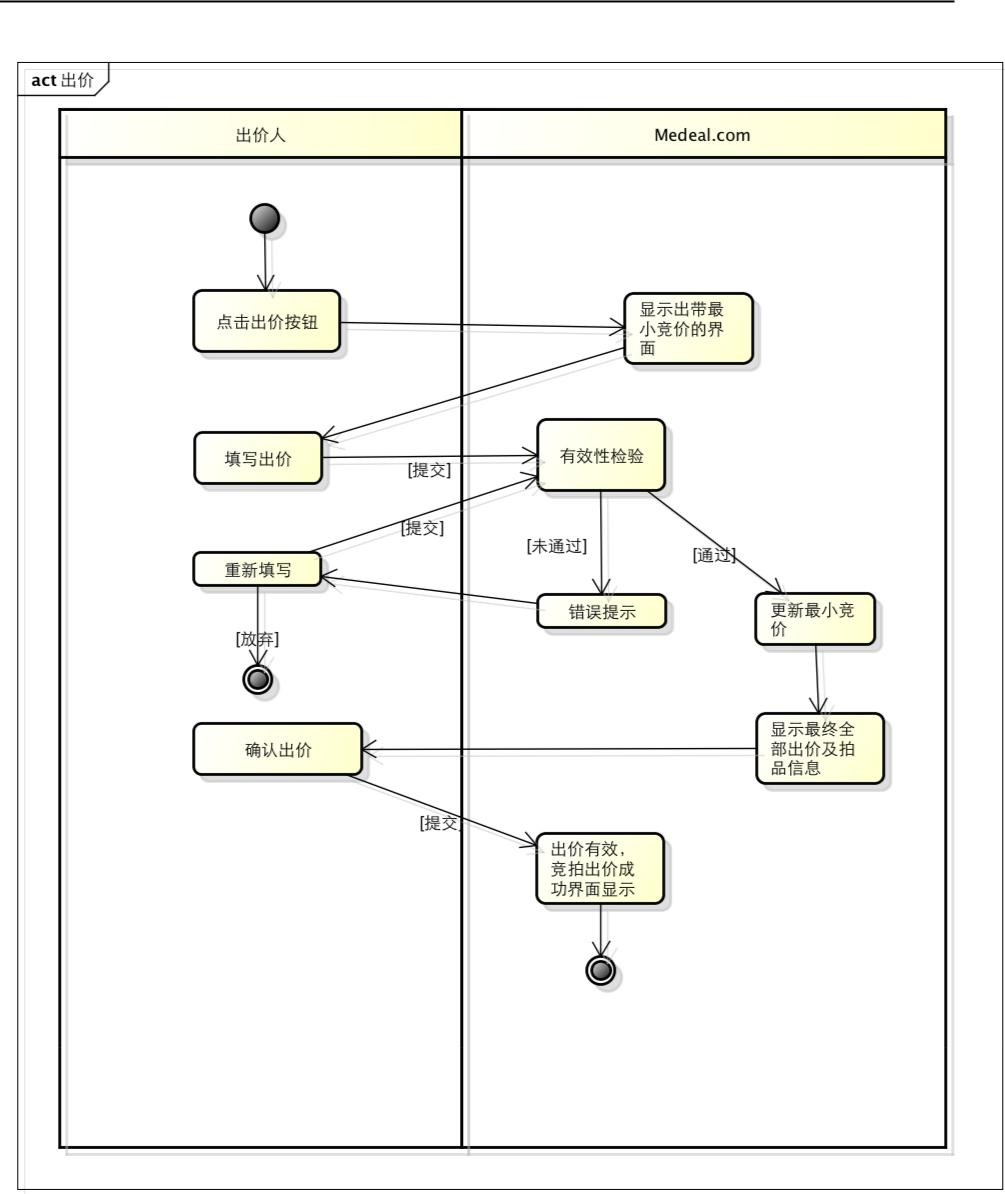 act 出价
出价人
Medeal.com
点击出价按钮
显示出带最
小竞价的界
面
填写出价
[提交]
有效性检验
[提交]
[未通过]
[通过]
重新填写
错误提示
更新最小竞
价
[放弃]
确认出价
显示最终全
部出价及拍
品信息
[提交]
出价有效，
竞拍出价成
功界面显示